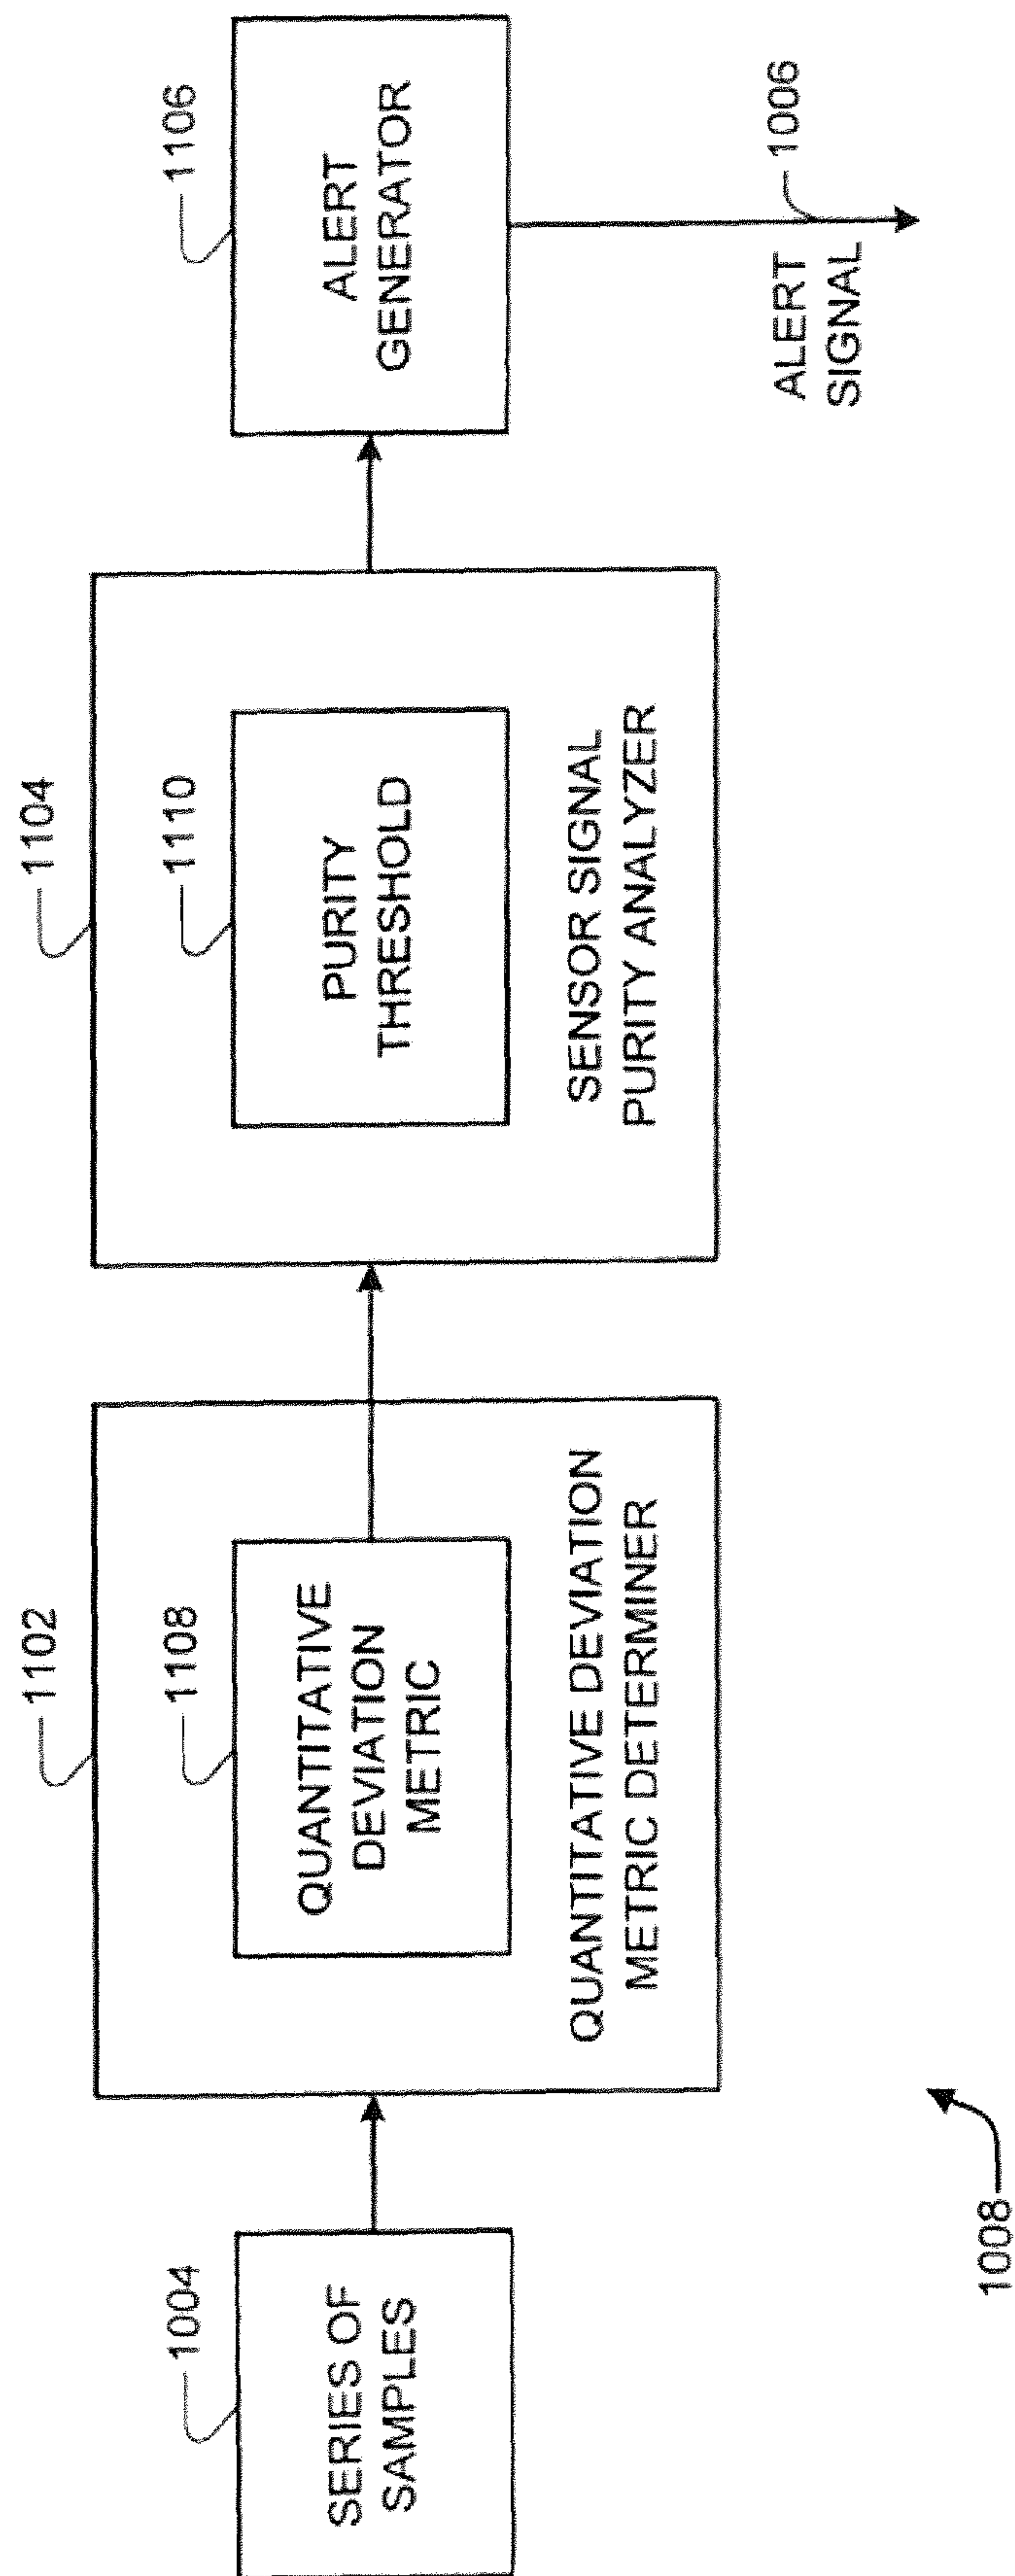 1004
SERIES OF
SAMPLES
1102
1108
QUANTITATIVE
DEVIATION
METRIC
QUANTITATIVE DEVIATION
METRIC DETERMINER
1104
1110
PURITY
THRESHOLD
SENSOR SIGNAL
PURITY ANALYZER
1106
ALERT
GENERATOR
ALERT
SIGNAL
1006
1008